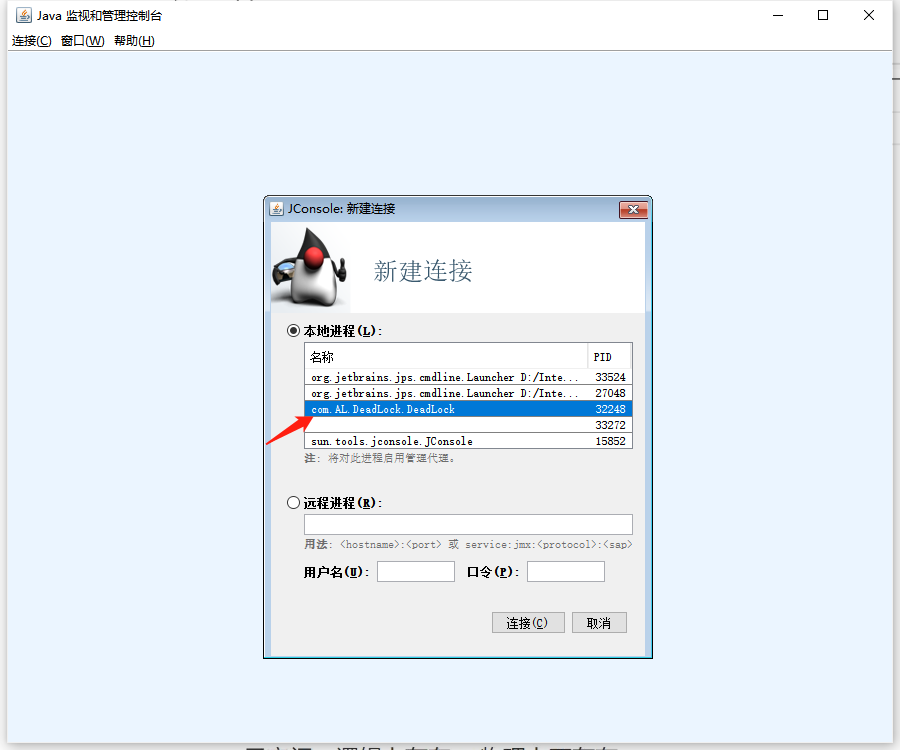 Java 监视和管理控制台
连接(C) 窗口(W) 帮助(H)
JConsole: 新建连接
新建连接
本地进程(L):
名称 PID
org.jetbrains.jps.cmdline.Launcher D:/Inte... 33524
org.jetbrains.jps.cmdline.Launcher D:/Inte... 27048
com.AL.DeadLock.DeadLock 32248
33272
sun.tools.jconsole.JConsole 15852
注: 将对此进程启用管理代理。
远程进程(R):
用法: <hostname>:<port> 或 service:jmx:<protocol>:<sap>
用户名(U): 口令(P):
连接(C) 取消